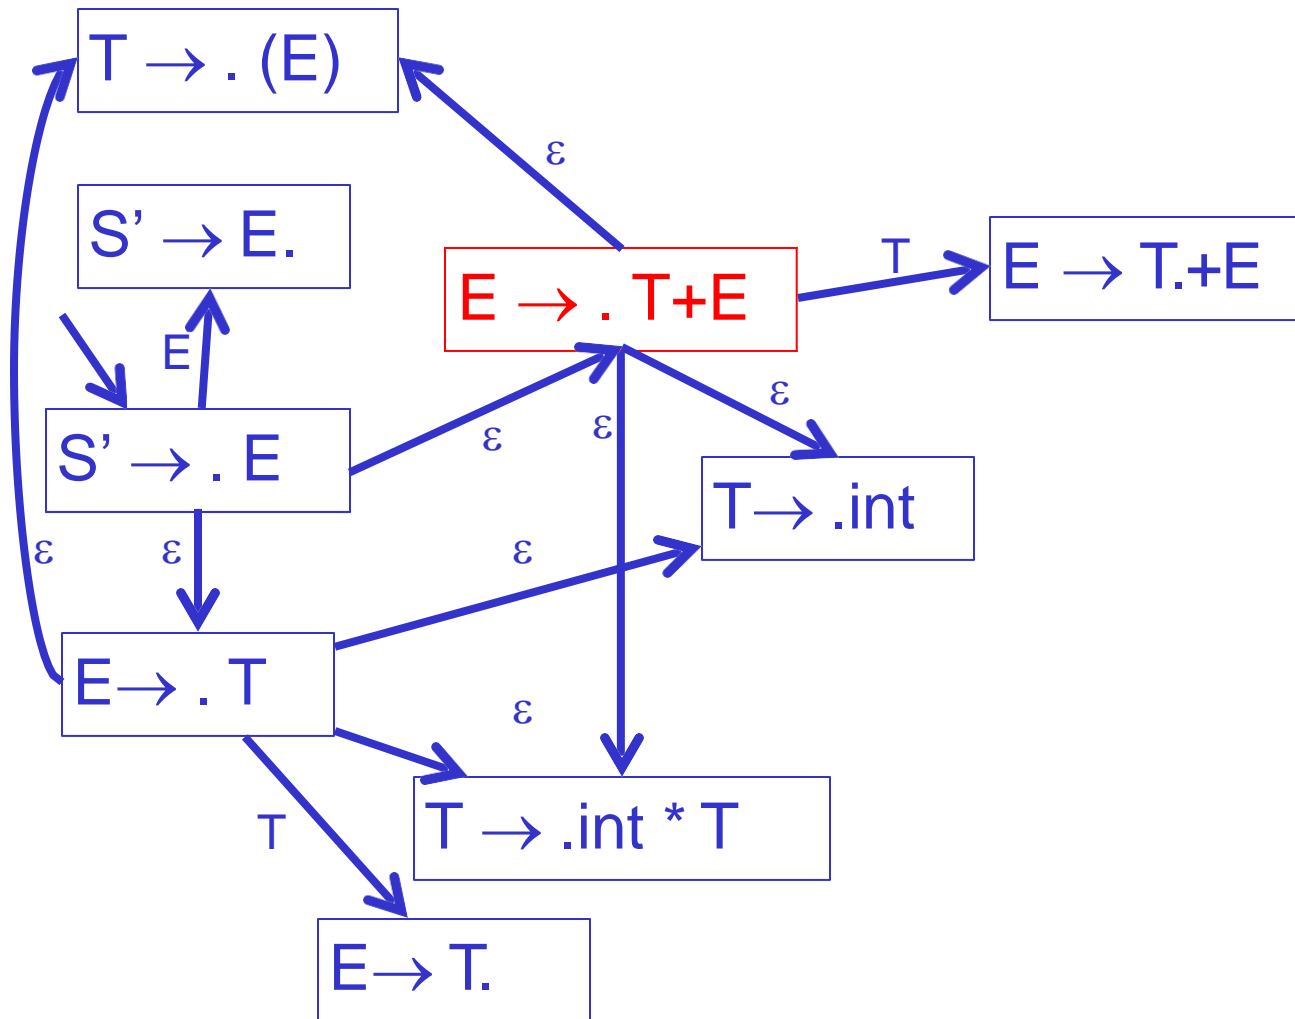 T → . (E)
ε
S’ → E.
E → . T+E
T
E → T.+E
E
ε
ε
ε
S’ → . E
T→ .int
ε
ε
ε
E→ . T
ε
T
T → .int * T
E→ T.